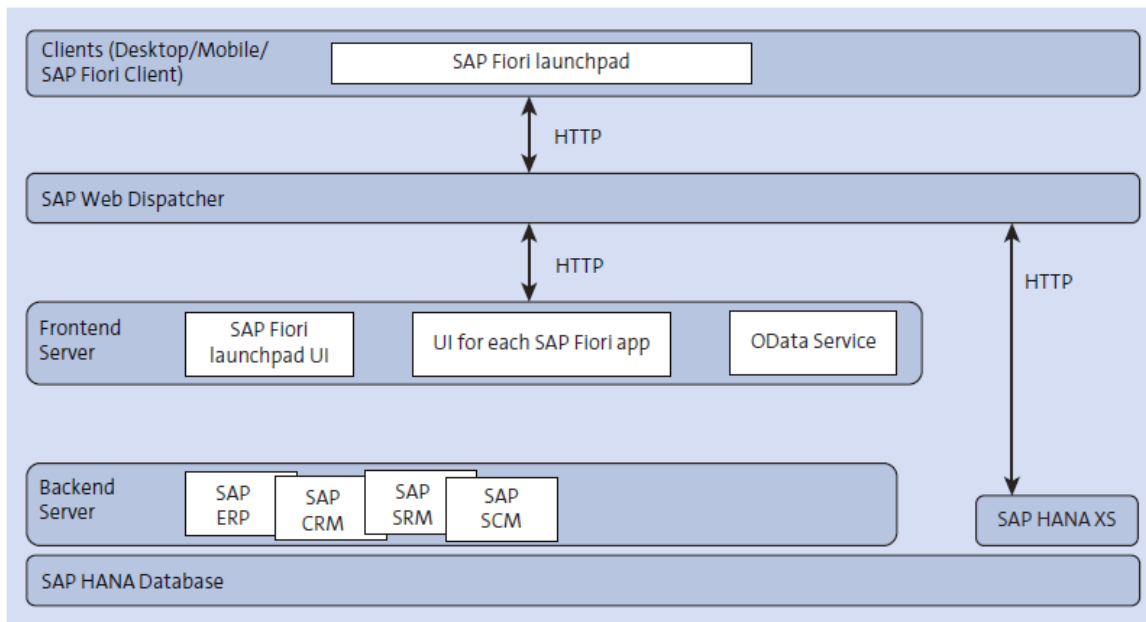 Clients (Desktop/Mobile/
SAP Fiori Client)
SAP Fiori launchpad
HTTP
SAP Web Dispatcher
HTTP
HTTP
Frontend
Server
SAP Fiori
launchpad UI
UI for each SAP Fiori app
OData Service
Backend
Server
SAP
ERP
SAP
CRM
SAP
SRM
SAP
SCM
SAP HANA XS
SAP HANA Database